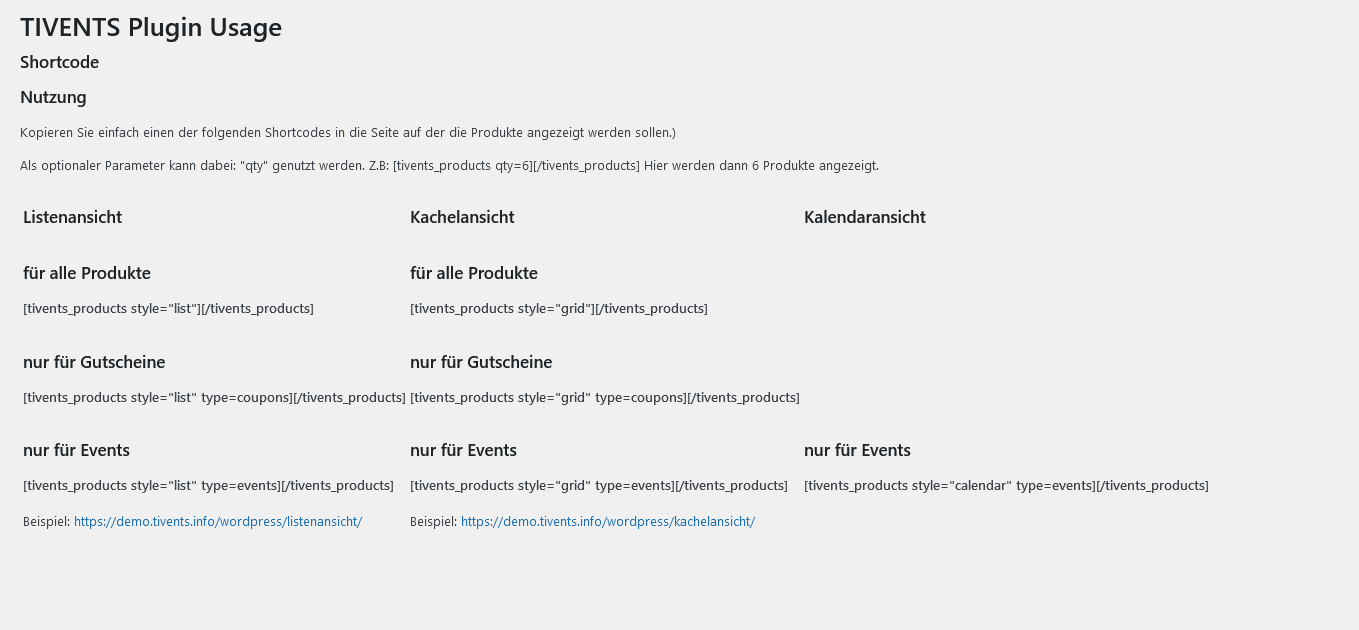 TIVENTS Plugin Usage
Shortcode
Nutzung
Kopieren Sie einfach einen der folgenden Shortcodes in die Seite auf der die Produkte angezeigt werden sollen.)
Als optionaler Parameter kann dabei: "qty" genutzt werden. Z.B: [tivents_products qty=6][/tivents_products] Hier werden dann 6 Produkte angezeigt.
Listenansicht Kachelansicht Kalendaransicht
für alle Produkte für alle Produkte
[tivents_products style="list"][/tivents_products] [tivents_products style="grid"][/tivents_products]
nur für Gutscheine nur für Gutscheine
[tivents_products style="list" type=coupons][/tivents_products] [tivents_products style="grid" type=coupons][/tivents_products]
nur für Events nur für Events nur für Events
[tivents_products style="list" type=events][/tivents_products] [tivents_products style="grid" type=events][/tivents_products] [tivents_products style="calendar" type=events][/tivents_products]
Beispiel: https://demo.tivents.info/wordpress/listenansicht/ Beispiel: https://demo.tivents.info/wordpress/kachelansicht/